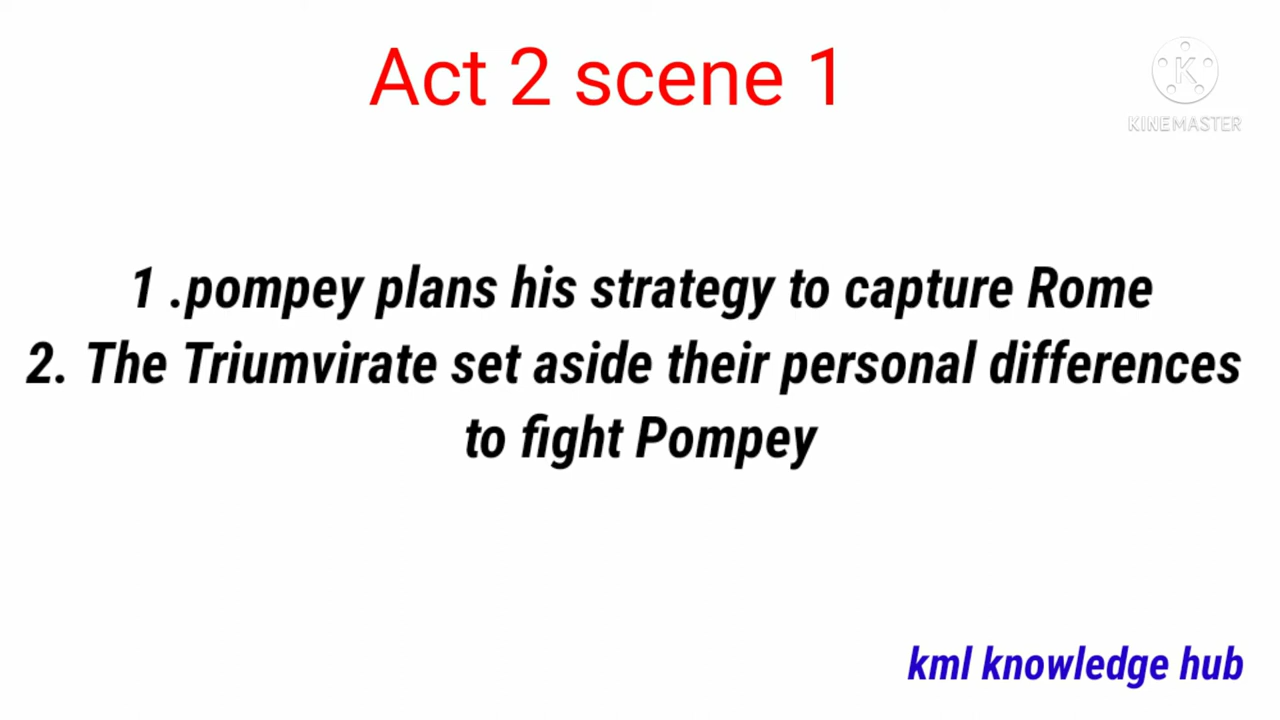 Act 2 scene 1
K
KINEMASTER
1 .pompey plans his strategy to capture Rome
2. The Triumvirate set aside their personal differences
to fight Pompey
kml knowledge hub